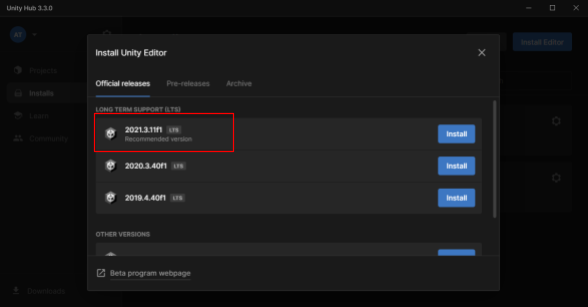 Unity Hub 3.3.0
AT
Install Editor
Projects
Installs
Learn
Community
Downloads
Install Unity Editor
Official releases
Pre-releases
Archive
LONG TERM SUPPORT (LTS)
2021.3.11f1 LTS
Recommended version
Install
2020.3.40f1 LTS
Install
2019.4.40f1 LTS
Install
OTHER VERSIONS
Beta program webpage